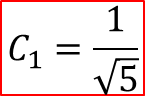 C₁ = 1/√5